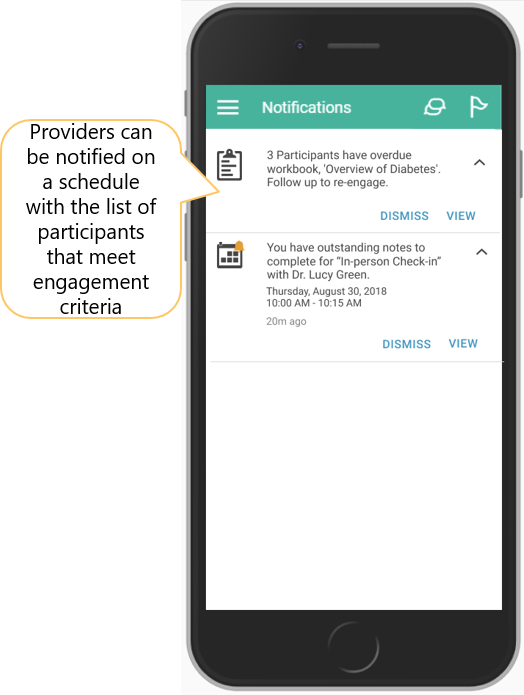 Providers can
be notified on
a schedule
with the list of
participants
that meet
engagement
criteria
Notifications
3 Participants have overdue
workbook, 'Overview of Diabetes'.
Follow up to re-engage.
DISMISS VIEW
You have outstanding notes to
complete for “In-person Check-in”
with Dr. Lucy Green.
Thursday, August 30, 2018
10:00 AM - 10:15 AM
20m ago
DISMISS VIEW